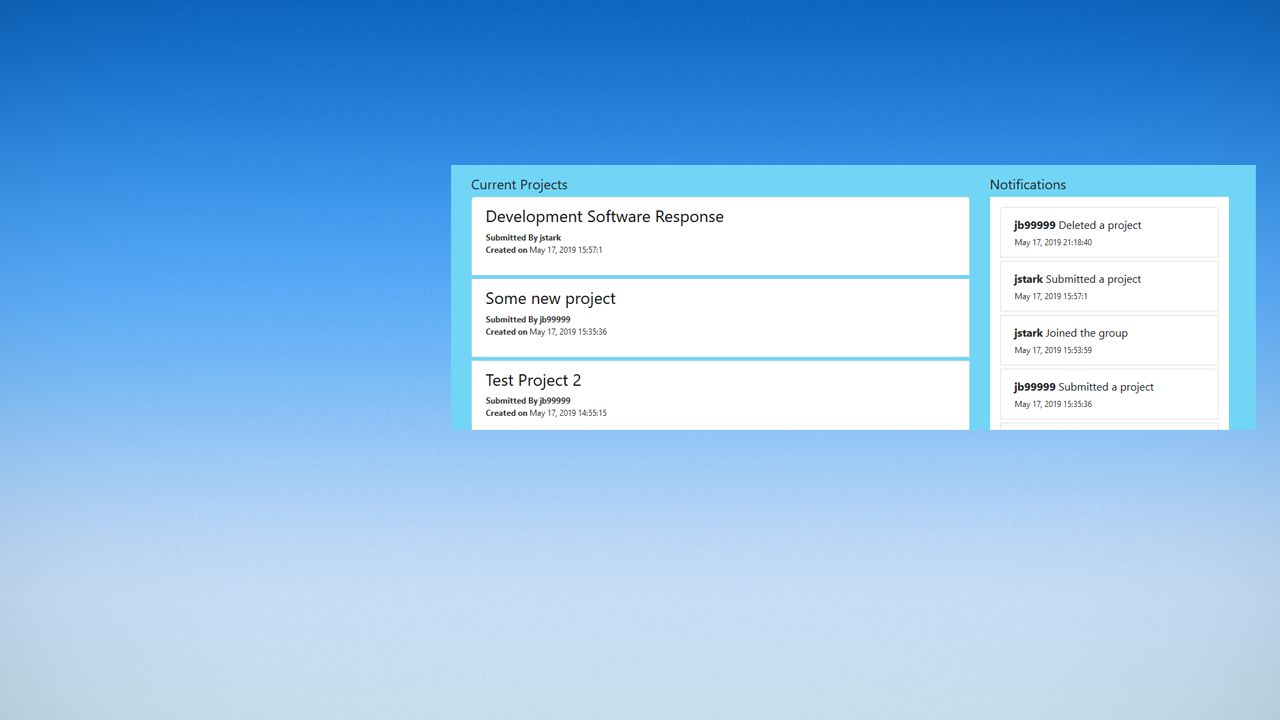 Current Projects
Development Software Response
Submitted By jstark
Created on May 17, 2019 15:57:1
Some new project
Submitted By jb99999
Created on May 17, 2019 15:35:36
Test Project 2
Submitted By jb99999
Created on May 17, 2019 14:55:15
Notifications
jb99999 Deleted a project
May 17, 2019 21:18:40
jstark Submitted a project
May 17, 2019 15:57:1
jstark Joined the group
May 17, 2019 15:53:59
jb99999 Submitted a project
May 17, 2019 15:35:36